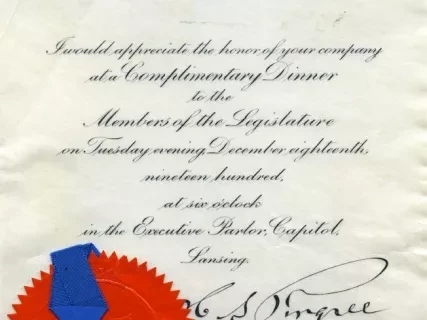 I would appreciate the honor of your company
at a Complimentary Dinner
to the
Members of the Legislature
on Tuesday evening, December eighteenth,
nineteen hundred,
at six o'clock
in the Executive Parlor, Capitol,
Lansing.
H S Pingree